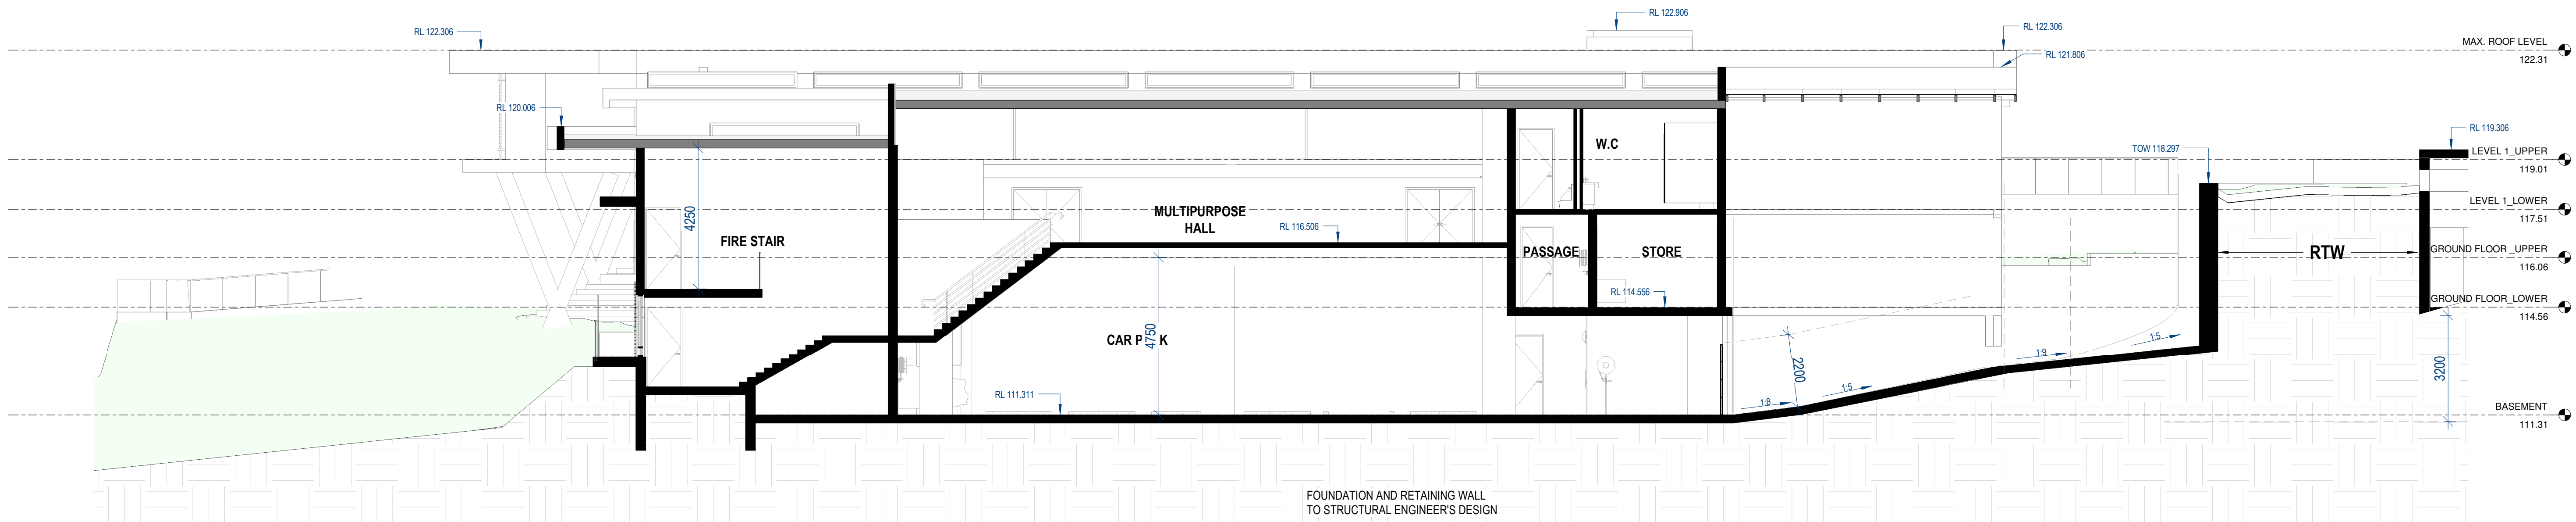 RL 122.906
RL 122.306
RL 122.306
MAX. ROOF LEVEL
122.31
RL 121.806
RL 120.006
RL 119.306
TOW 118.297
LEVEL 1_UPPER
119.01
W.C
4250
MULTIPURPOSE
HALL
LEVEL 1_LOWER
117.51
RL 116.506
FIRE STAIR
PASSAGE
STORE
RTW
GROUND FLOOR _UPPER
116.06
RL 114.556
GROUND FLOOR_LOWER
114.56
CAR P K
4750
2200
1:5
1:9
1:5
1:8
3200
RL 111.311
BASEMENT
111.31
FOUNDATION AND RETAINING WALL
TO STRUCTURAL ENGINEER'S DESIGN